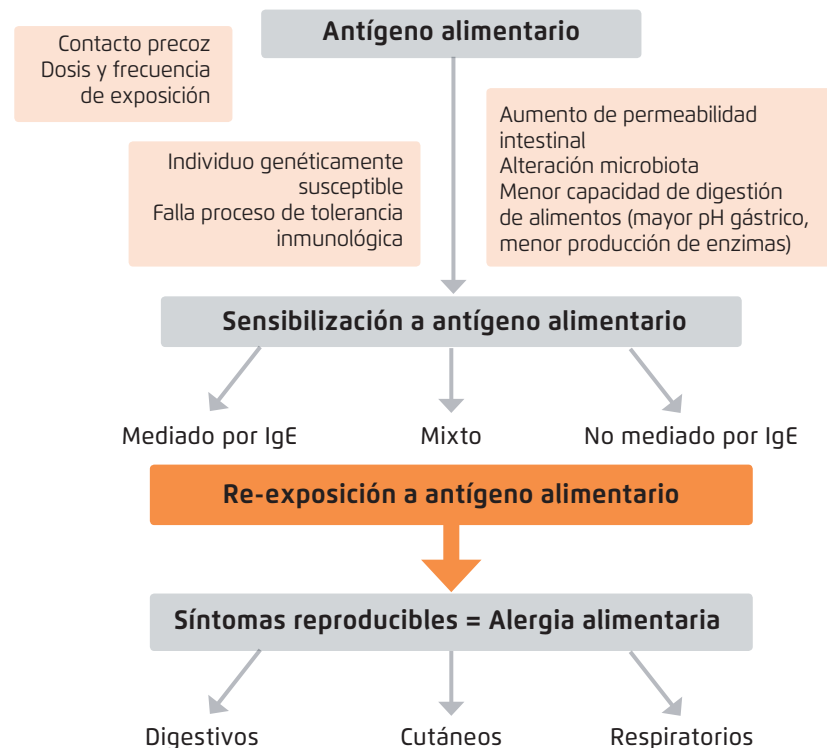 Antígeno alimentario
Contacto precoz
Dosis y frecuencia
de exposición
Aumento de permeabilidad
intestinal
Alteración microbiota
Menor capacidad de digestión
de alimentos (mayor pH gástrico,
menor producción de enzimas)
Individuo genéticamente
susceptible
Falla proceso de tolerancia
inmunológica
Sensibilización a antígeno alimentario
Mediado por IgE
Mixto
No mediado por IgE
Re-exposición a antígeno alimentario
Síntomas reproducibles = Alergia alimentaria
Digestivos
Cutáneos
Respiratorios